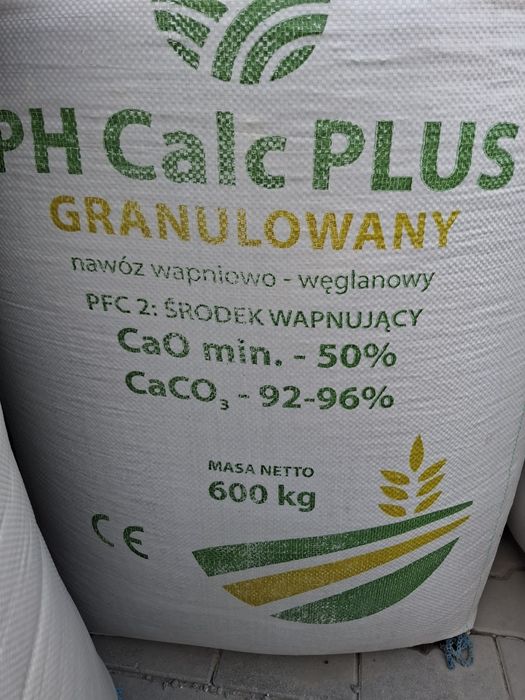 PH Calc PLUS
GRANULOWANY
nawóz wapniowo - węglanowy
PFC 2: ŚRODEK WAPNUJĄCY
CaO min. - 50%
CaCO₃ - 92-96%
MASA NETTO
600 kg
CE